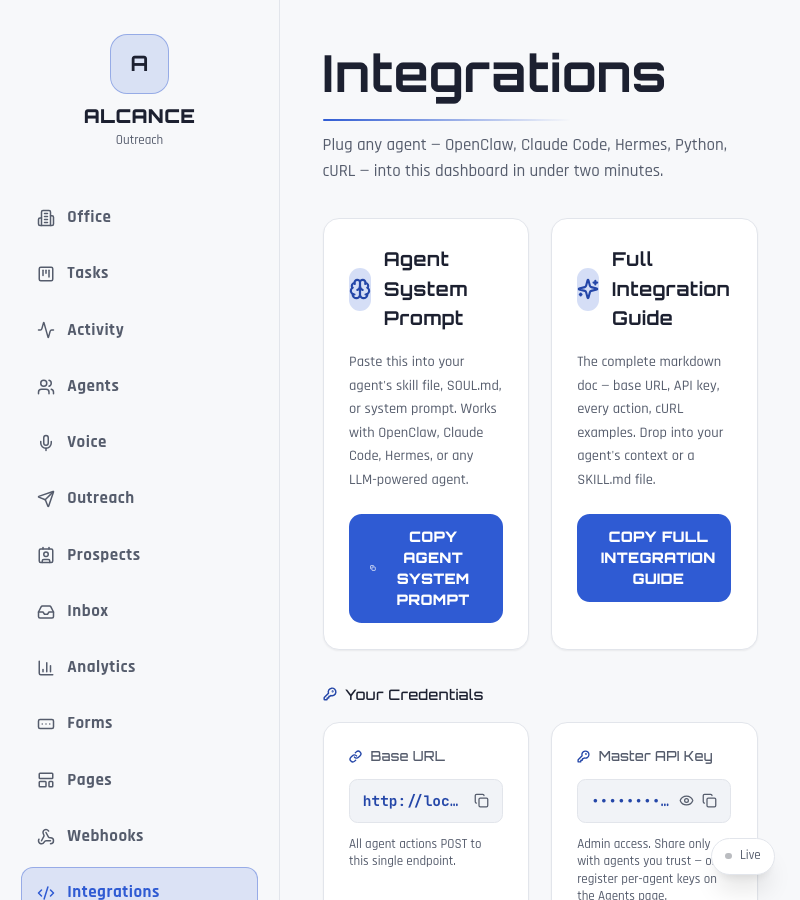 A
ALCANCE
Outreach
Office
Tasks
Activity
Agents
Voice
Outreach
Prospects
Inbox
Analytics
Forms
Pages
Webhooks
Integrations
Integrations
Plug any agent — OpenClaw, Claude Code, Hermes, Python,
cURL — into this dashboard in under two minutes.
Agent
System
Prompt
Paste this into your
agent's skill file, SOUL.md,
or system prompt. Works
with OpenClaw, Claude
Code, Hermes, or any
LLM-powered agent.
COPY
AGENT
SYSTEM
PROMPT
Full
Integration
Guide
The complete markdown
doc — base URL, API key,
every action, cURL
examples. Drop into your
agent's context or a
SKILL.md file.
COPY FULL
INTEGRATION
GUIDE
Your Credentials
Base URL
http://loc…
All agent actions POST to
this single endpoint.
Master API Key
••••••••…
Admin access. Share only
with agents you trust —
register per-agent keys on
the Agents page.
Live